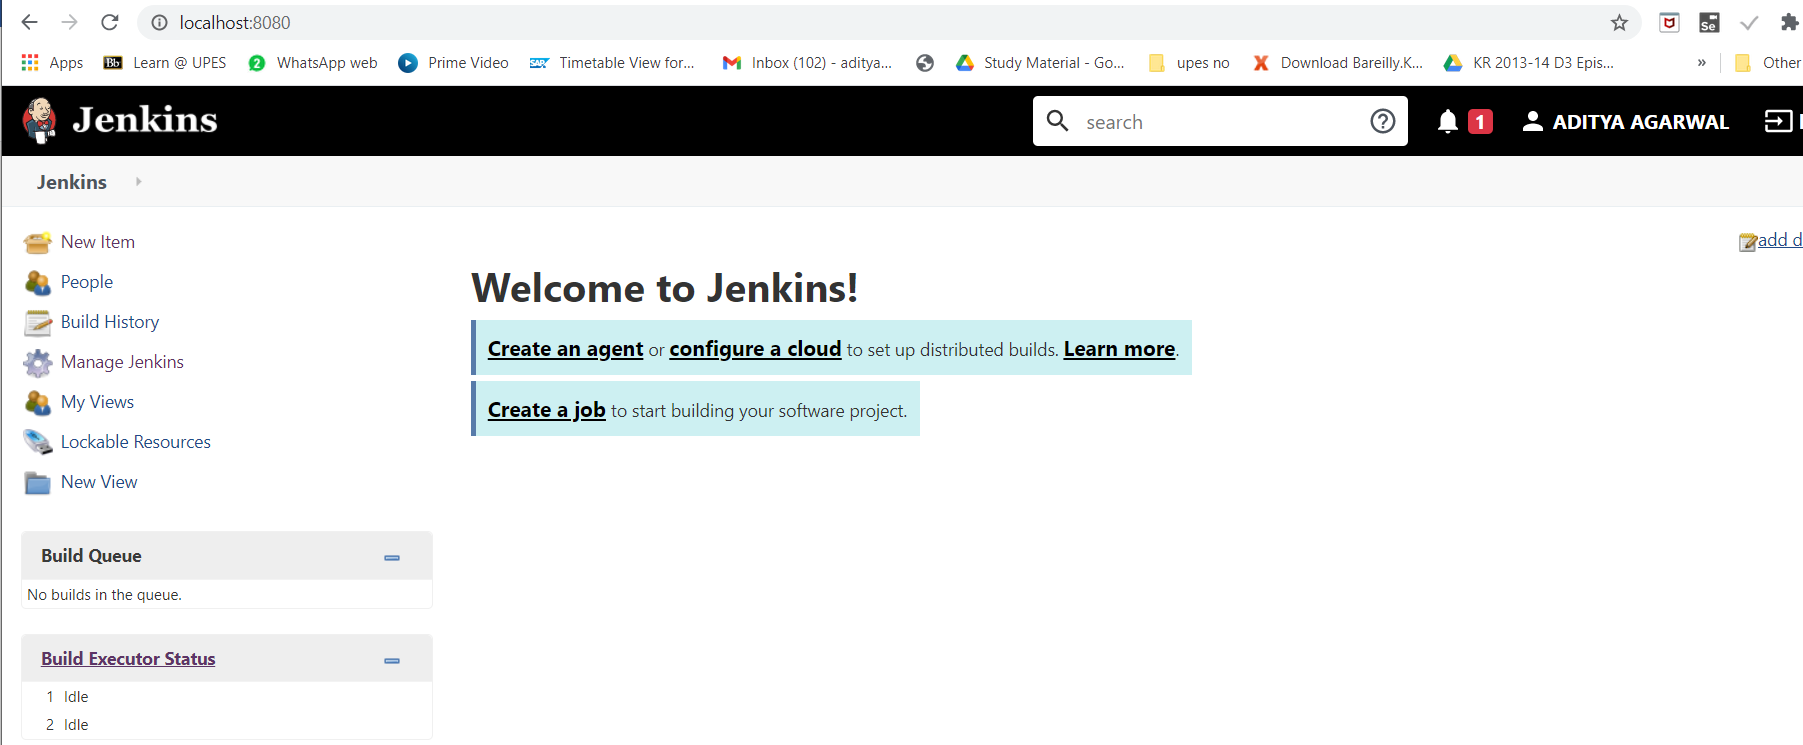 localhost:8080
Se
Apps
Bb Learn @ UPES
2 WhatsApp web
Prime Video
SAP Timetable View for...
Inbox (102) - aditya...
Study Material - Go...
upes no
X Download Bareilly.K...
KR 2013-14 D3 Epis...
»
Other
Jenkins
search
1
ADITYA AGARWAL
Jenkins
New Item
add d
People
Welcome to Jenkins!
Build History
Create an agent or configure a cloud to set up distributed builds. Learn more.
Manage Jenkins
My Views
Create a job to start building your software project.
Lockable Resources
New View
Build Queue
No builds in the queue.
Build Executor Status
1 Idle
2 Idle